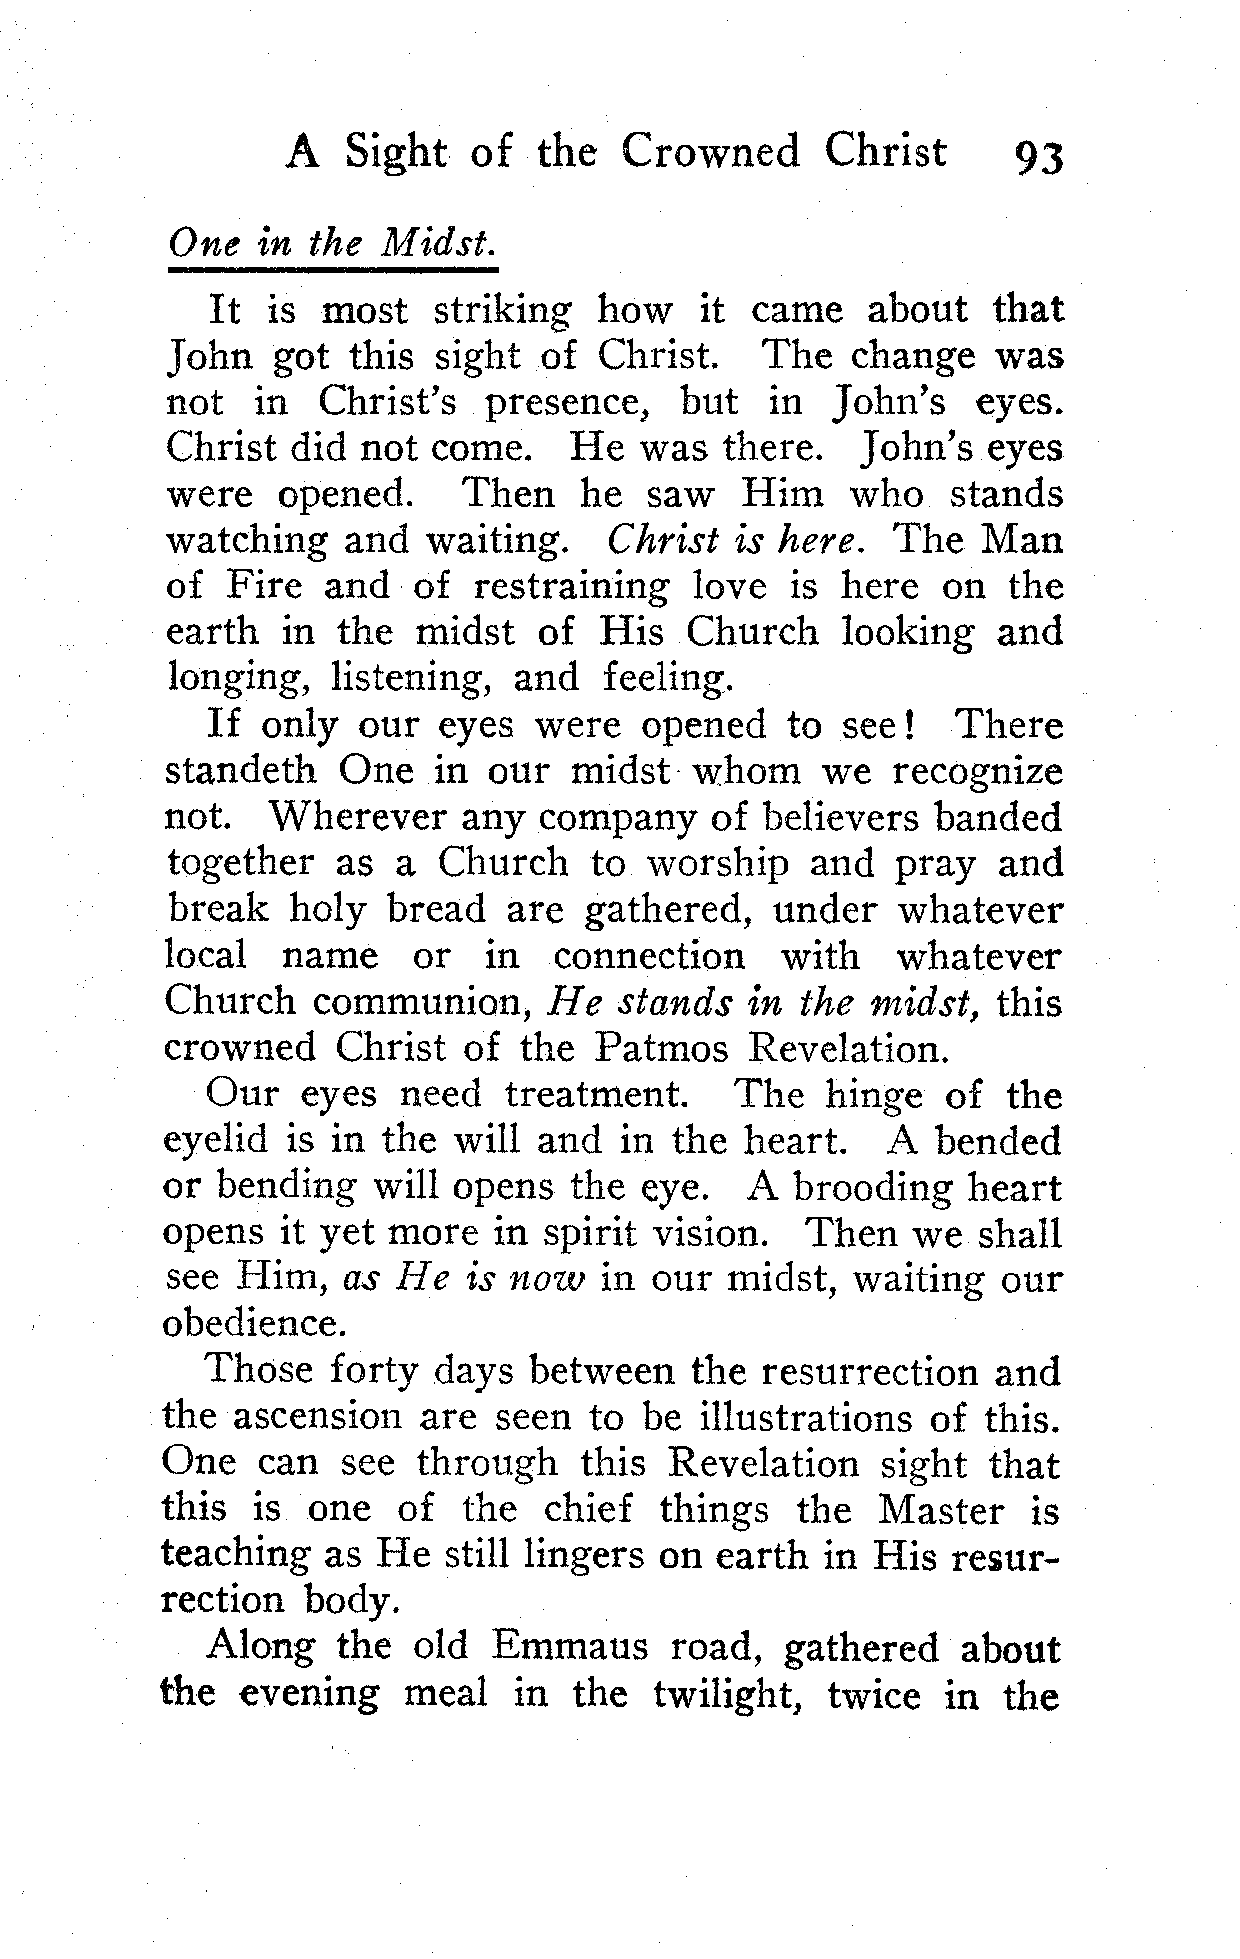 A Sight of the Crowned Christ 93
One in the Midst.
It is most striking how it came about that
John got this sight of Christ. The change was
not in Christ's presence, but in John's eyes.
Christ did not come. He was there. John's eyes
were opened. Then he saw Him who stands
watching and waiting. Christ is here. The Man
of Fire and of restraining love is here on the
earth in the midst of His Church looking and
longing, listening, and feeling.
If only our eyes were opened to see! There
standeth One in our midst whom we recognize
not. Wherever any company of believers banded
together as a Church to worship and pray and
break holy bread are gathered, under whatever
local name or in connection with whatever
Church communion, He stands in the midst, this
crowned Christ of the Patmos Revelation.
Our eyes need treatment. The hinge of the
eyelid is in the will and in the heart. A bended
or bending will opens the eye. A brooding heart
opens it yet more in spirit vision. Then we shall
see Him, as He is now in our midst, waiting our
obedience.
Those forty days between the resurrection and
the ascension are seen to be illustrations of this.
One can see through this Revelation sight that
this is one of the chief things the Master is
teaching as He still lingers on earth in His resur-
rection body.
Along the old Emmaus road, gathered about
the evening meal in the twilight, twice in the